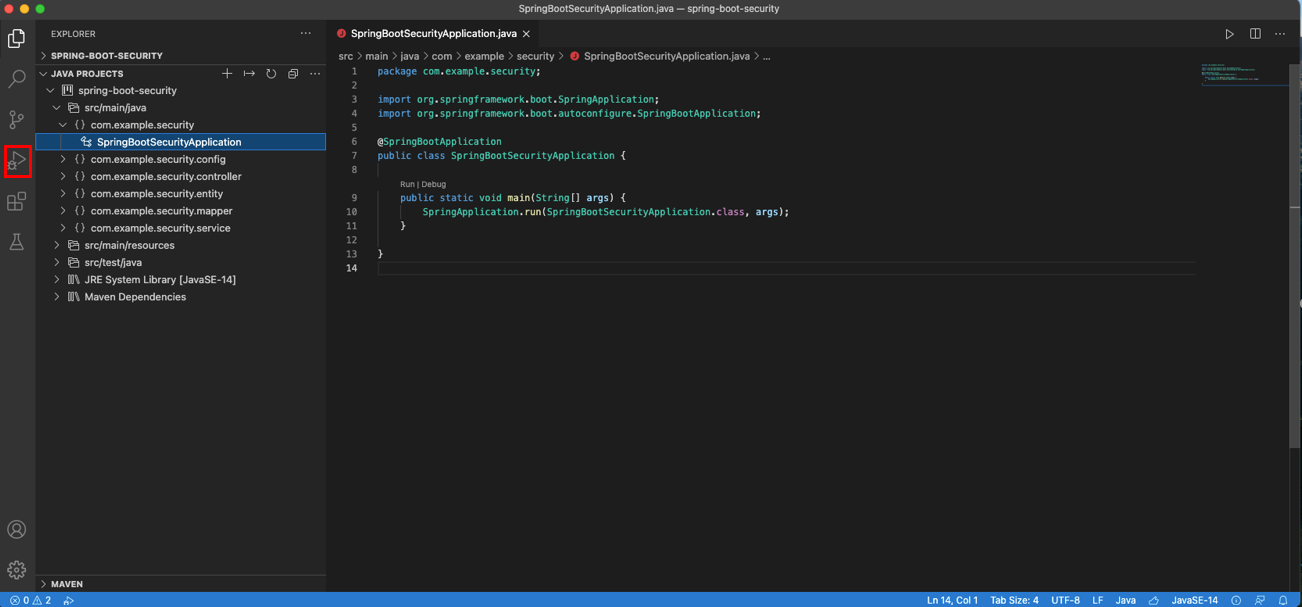 SpringBootSecurityApplication.java — spring-boot-security
EXPLORER
SPRING-BOOT-SECURITY
JAVA PROJECTS
spring-boot-security
src/main/java
{} com.example.security
SpringBootSecurityApplication
{} com.example.security.config
{} com.example.security.controller
{} com.example.security.entity
{} com.example.security.mapper
{} com.example.security.service
src/main/resources
src/test/java
JRE System Library [JavaSE-14]
Maven Dependencies
MAVEN
J SpringBootSecurityApplication.java
src > main > java > com > example > security > J SpringBootSecurityApplication.java > ...
1 package com.example.security;
2
3 import org.springframework.boot.SpringApplication;
4 import org.springframework.boot.autoconfigure.SpringBootApplication;
5
6 @SpringBootApplication
7 public class SpringBootSecurityApplication {
8
Run | Debug
9 public static void main(String[] args) {
10 SpringApplication.run(SpringBootSecurityApplication.class, args);
11 }
12
13 }
14
0 2 Ln 14, Col 1 Tab Size: 4 UTF-8 LF Java JavaSE-14